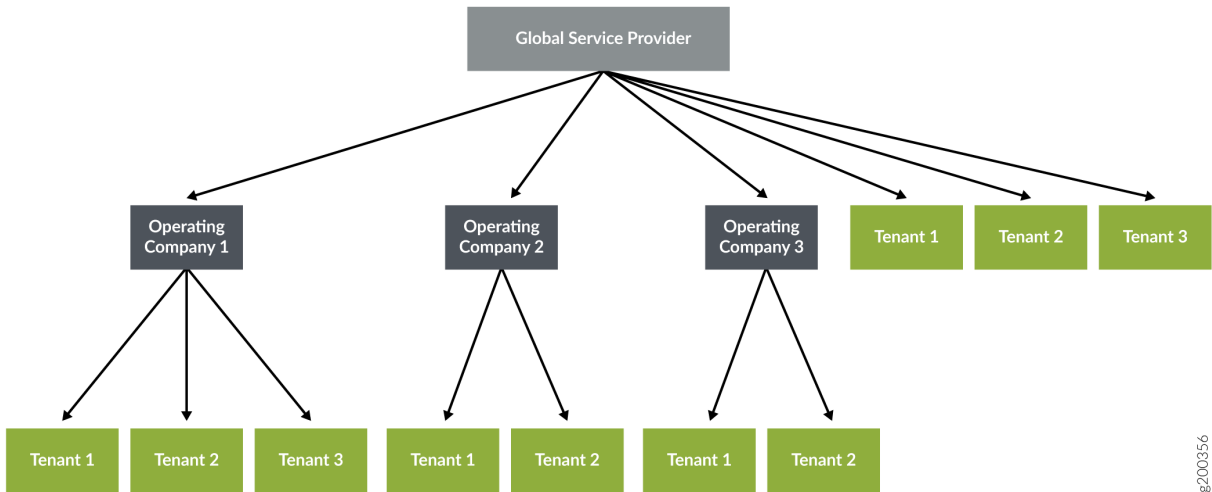 Global Service Provider
Operating
Company 1
Operating
Company 2
Operating
Company 3
Tenant 1
Tenant 2
Tenant 3
Tenant 1
Tenant 2
Tenant 3
Tenant 1
Tenant 2
Tenant 1
Tenant 2
g200356